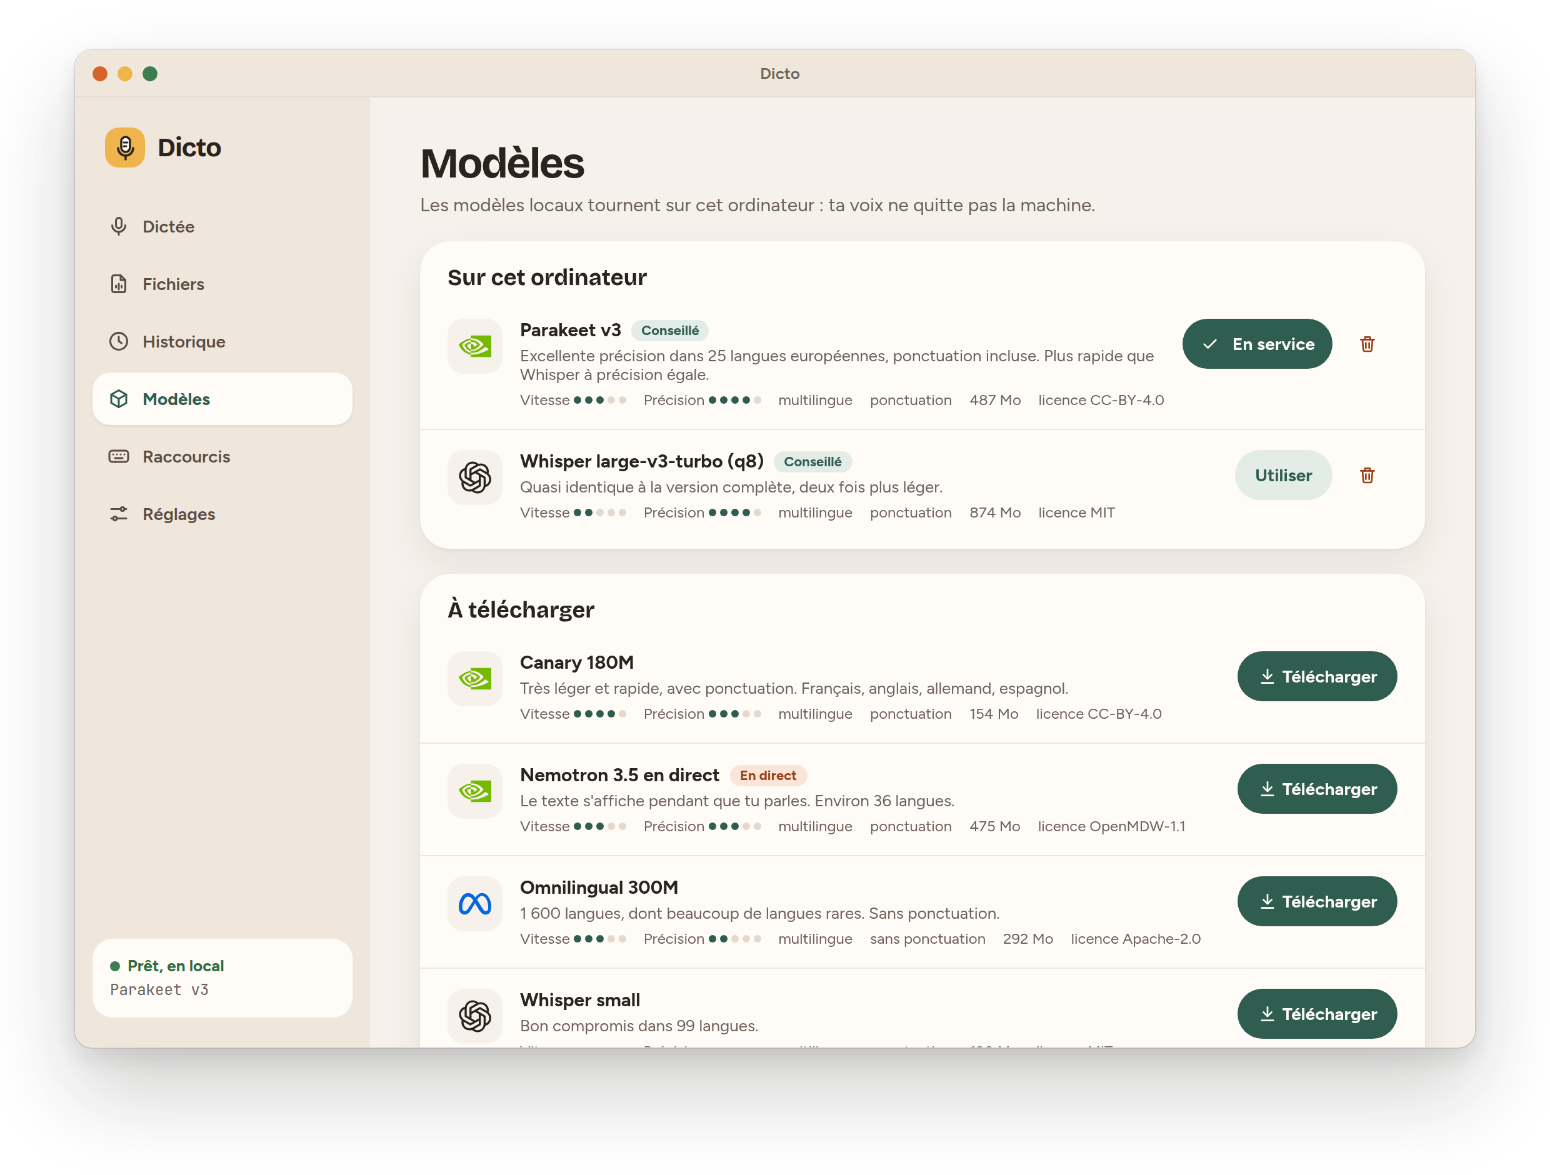 Dicto
Dicto
Dictée
Fichiers
Historique
Modèles
Raccourcis
Réglages
Prêt, en local
Parakeet v3
Modèles
Les modèles locaux tournent sur cet ordinateur : ta voix ne quitte pas la machine.
Sur cet ordinateur
Parakeet v3 Conseillé
Excellente précision dans 25 langues européennes, ponctuation incluse. Plus rapide que
Whisper à précision égale.
Vitesse Précision multilingue ponctuation 487 Mo licence CC-BY-4.0
En service
Whisper large-v3-turbo (q8) Conseillé
Quasi identique à la version complète, deux fois plus léger.
Vitesse Précision multilingue ponctuation 874 Mo licence MIT
Utiliser
À télécharger
Canary 180M
Très léger et rapide, avec ponctuation. Français, anglais, allemand, espagnol.
Vitesse Précision multilingue ponctuation 154 Mo licence CC-BY-4.0
Télécharger
Nemotron 3.5 en direct En direct
Le texte s'affiche pendant que tu parles. Environ 36 langues.
Vitesse Précision multilingue ponctuation 475 Mo licence OpenMDW-1.1
Télécharger
Omnilingual 300M
1 600 langues, dont beaucoup de langues rares. Sans ponctuation.
Vitesse Précision multilingue sans ponctuation 292 Mo licence Apache-2.0
Télécharger
Whisper small
Bon compromis dans 99 langues.
Télécharger